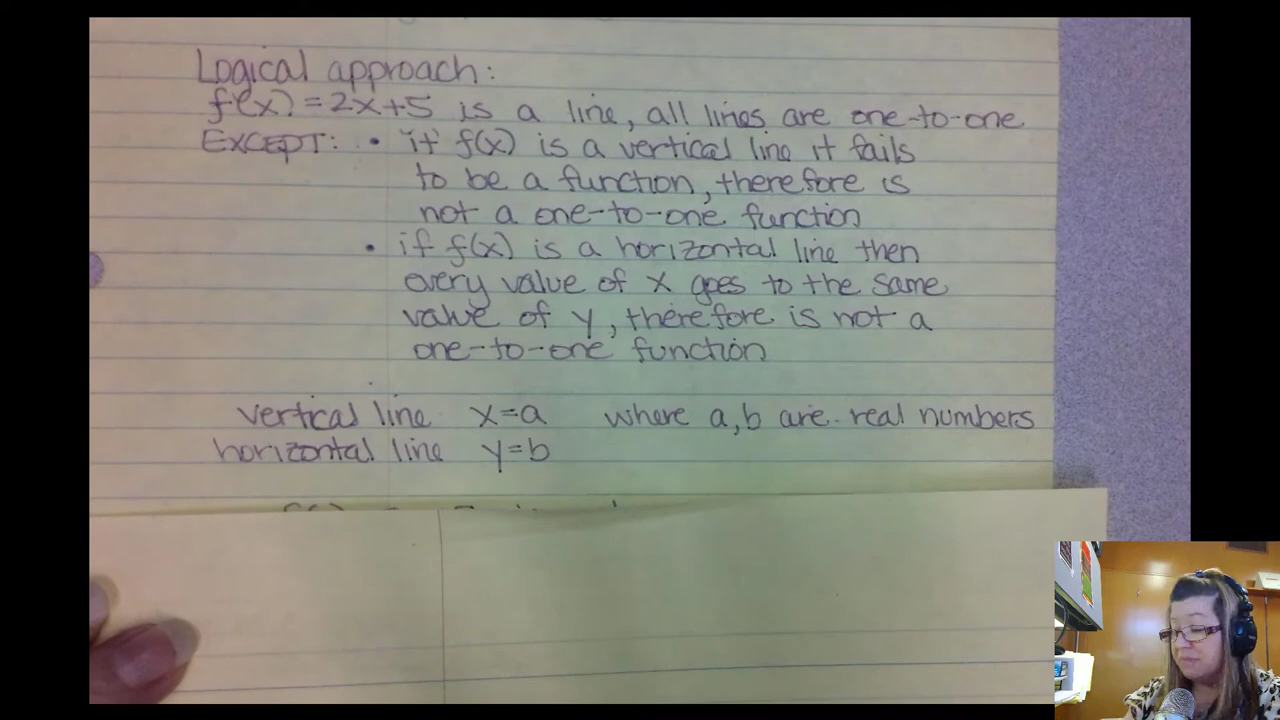 Logical approach:
f(x) = 2x+5 is a line, all lines are one-to-one
EXCEPT: • if f(x) is a vertical line it fails
to be a function, therefore is
not a one-to-one function
• if f(x) is a horizontal line then
every value of x goes to the same
value of y, therefore is not a
one-to-one function
vertical line x=a where a,b are real numbers
horizontal line y=b